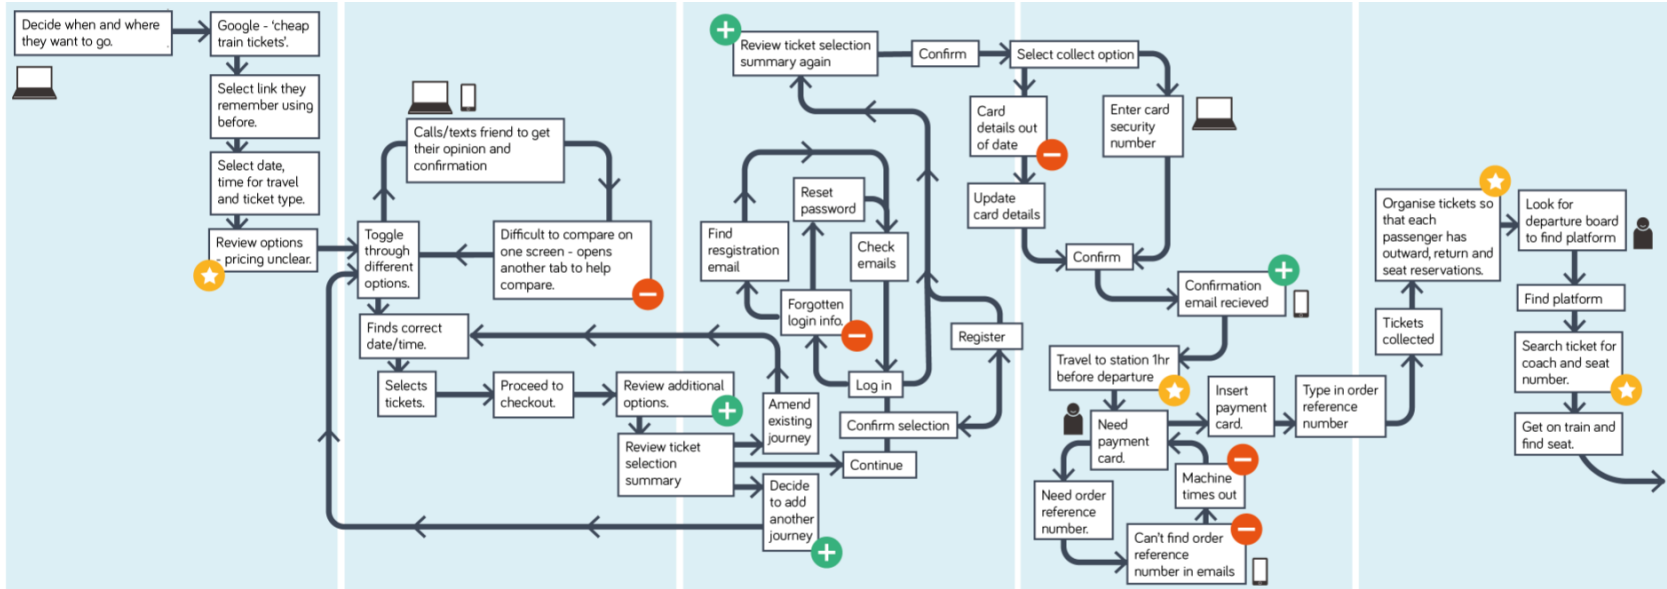 Decide when and where
they want to go.
Google - ‘cheap
train tickets’.
Select link they
remember using
before.
Select date,
time for travel
and ticket type.
Review options
- pricing unclear.
Calls/texts friend to get
their opinion and
confirmation
Toggle
through
different
options.
Difficult to compare on
one screen - opens
another tab to help
compare.
Finds correct
date/time.
Selects
tickets.
Proceed to
checkout.
Review additional
options.
Review ticket
selection
summary
Amend
existing
journey
Decide
to add
another
journey
Continue
Confirm selection
Register
Log in
Forgotten
login info.
Find
resgistration
email
Reset
password
Check
emails
Review ticket selection
summary again
Confirm
Select collect option
Card
details out
of date
Update
card details
Enter card
security
number
Confirm
Confirmation
email recieved
Travel to station 1hr
before departure
Need
payment
card.
Need order
reference
number.
Can't find order
reference
number in emails
Machine
times out
Insert
payment
card.
Type in order
reference
number
Tickets
collected
Organise tickets so
that each
passenger has
outward, return and
seat reservations.
Look for
departure board
to find platform
Find platform
Search ticket for
coach and seat
number.
Get on train and
find seat.